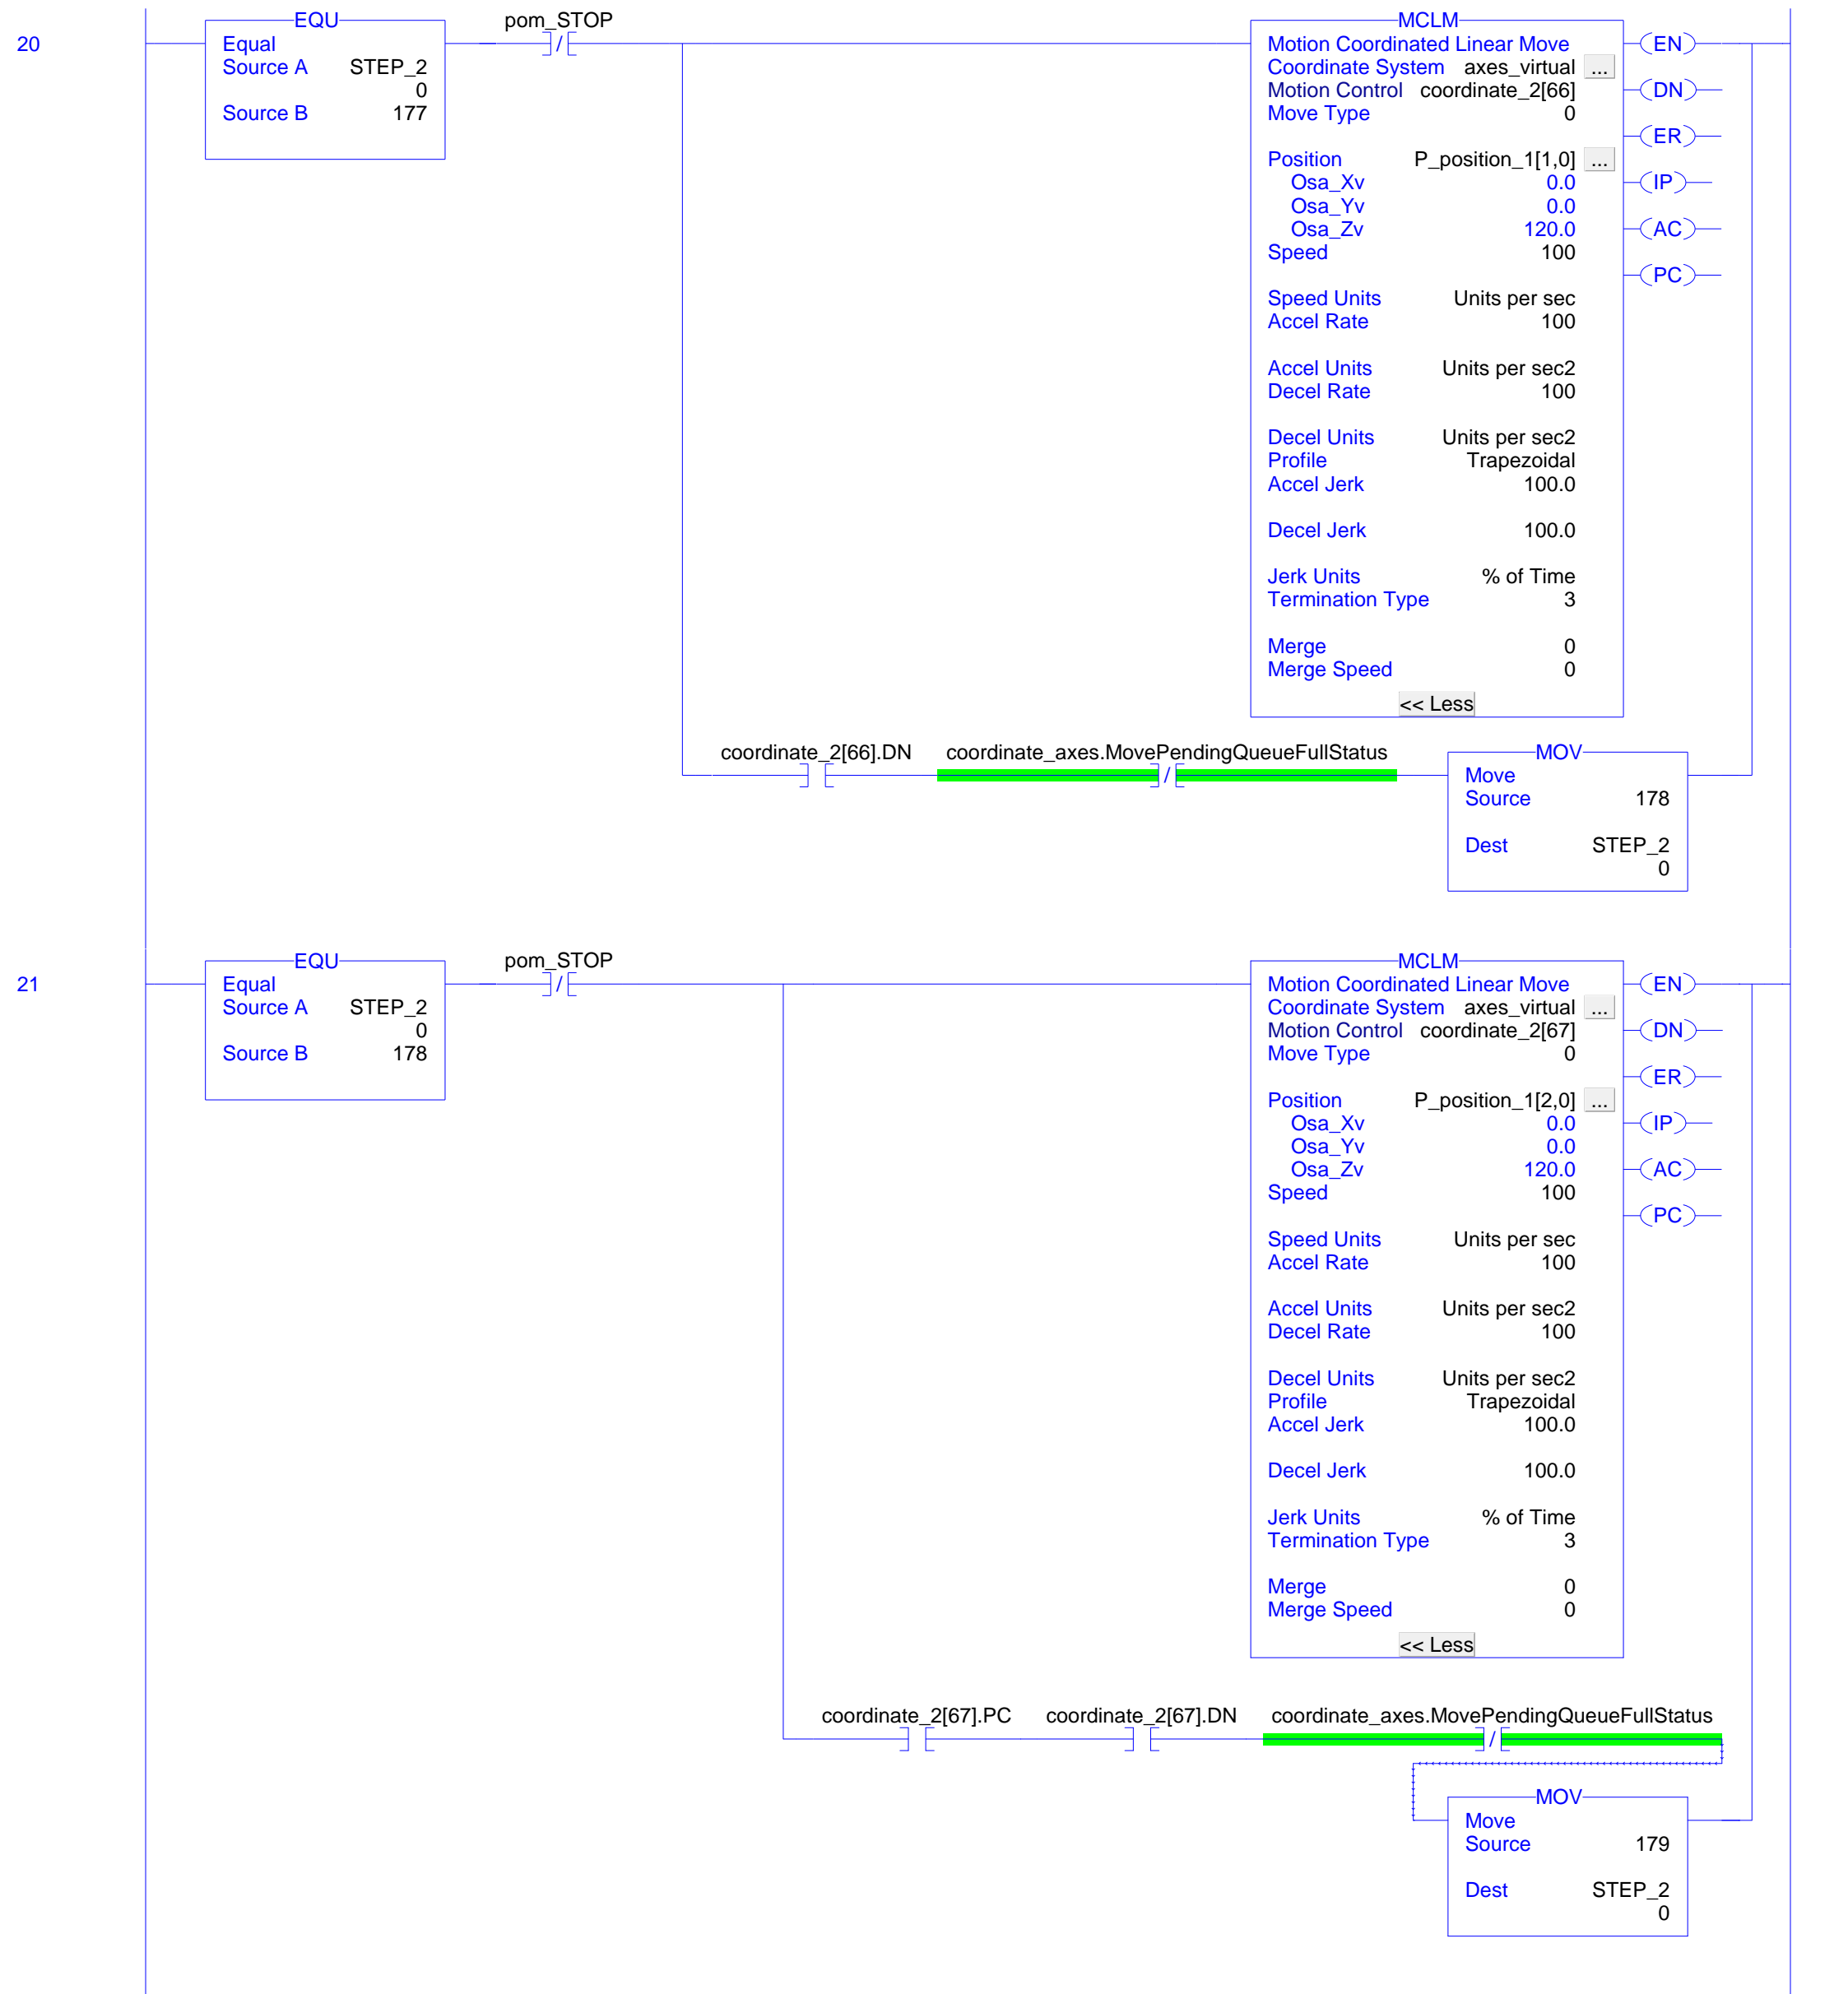 20
EQU
Equal
Source A STEP_2
0
Source B 177
pom_STOP
/
MCLM
Motion Coordinated Linear Move
Coordinate System axes_virtual ...
Motion Control coordinate_2[66]
Move Type 0
Position P_position_1[1,0] ...
Osa_Xv 0.0
Osa_Yv 0.0
Osa_Zv 120.0
Speed 100
Speed Units Units per sec
Accel Rate 100
Accel Units Units per sec2
Decel Rate 100
Decel Units Units per sec2
Profile Trapezoidal
Accel Jerk 100.0
Decel Jerk 100.0
Jerk Units % of Time
Termination Type 3
Merge 0
Merge Speed 0
<< Less
EN
DN
ER
IP
AC
PC
coordinate_2[66].DN
coordinate_axes.MovePendingQueueFullStatus
/
MOV
Move
Source 178
Dest STEP_2
0
21
EQU
Equal
Source A STEP_2
0
Source B 178
pom_STOP
/
MCLM
Motion Coordinated Linear Move
Coordinate System axes_virtual ...
Motion Control coordinate_2[67]
Move Type 0
Position P_position_1[2,0] ...
Osa_Xv 0.0
Osa_Yv 0.0
Osa_Zv 120.0
Speed 100
Speed Units Units per sec
Accel Rate 100
Accel Units Units per sec2
Decel Rate 100
Decel Units Units per sec2
Profile Trapezoidal
Accel Jerk 100.0
Decel Jerk 100.0
Jerk Units % of Time
Termination Type 3
Merge 0
Merge Speed 0
<< Less
EN
DN
ER
IP
AC
PC
coordinate_2[67].PC
coordinate_2[67].DN
coordinate_axes.MovePendingQueueFullStatus
/
MOV
Move
Source 179
Dest STEP_2
0